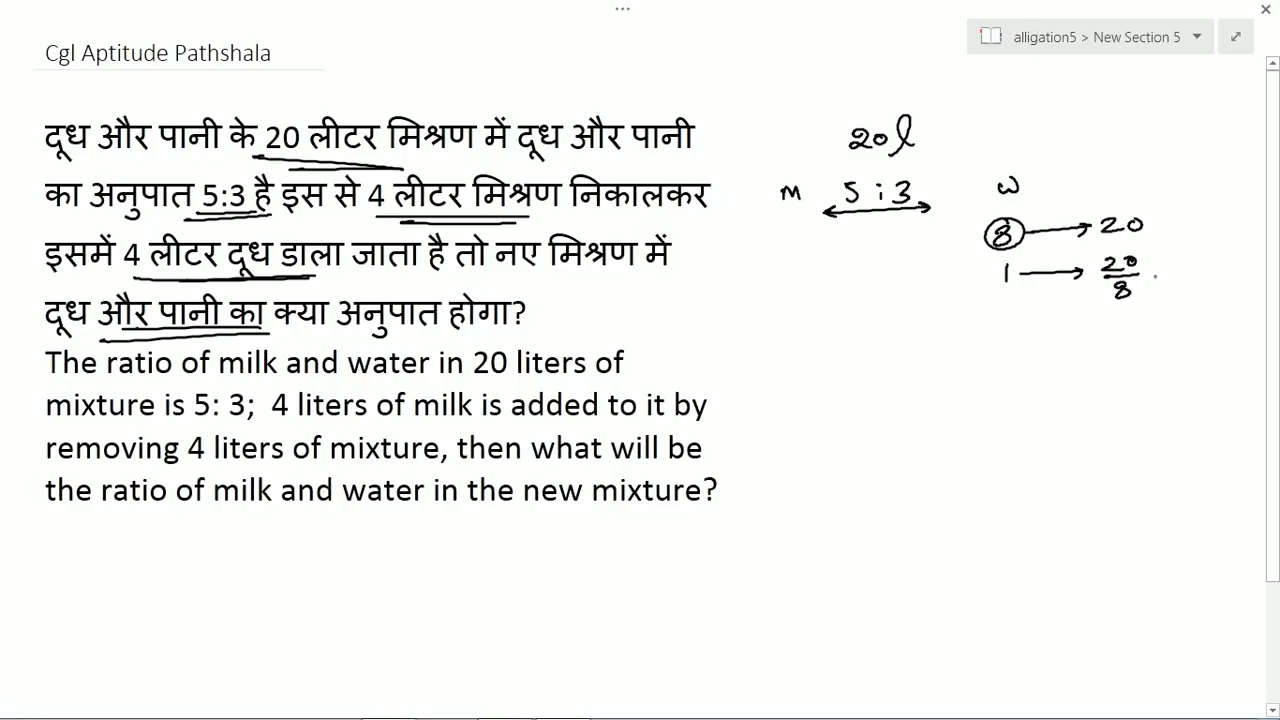 Cgl Aptitude Pathshala
alligation5 > New Section 5
दूध और पानी के 20 लीटर मिश्रण में दूध और पानी
का अनुपात 5:3 है इस से 4 लीटर मिश्रण निकालकर
इसमें 4 लीटर दूध डाला जाता है तो नए मिश्रण में
दूध और पानी का क्या अनुपात होगा?
The ratio of milk and water in 20 liters of
mixture is 5: 3;  4 liters of milk is added to it by
removing 4 liters of mixture, then what will be
the ratio of milk and water in the new mixture?
20l
M 5 : 3 W
8 → 20
1 → 20/8